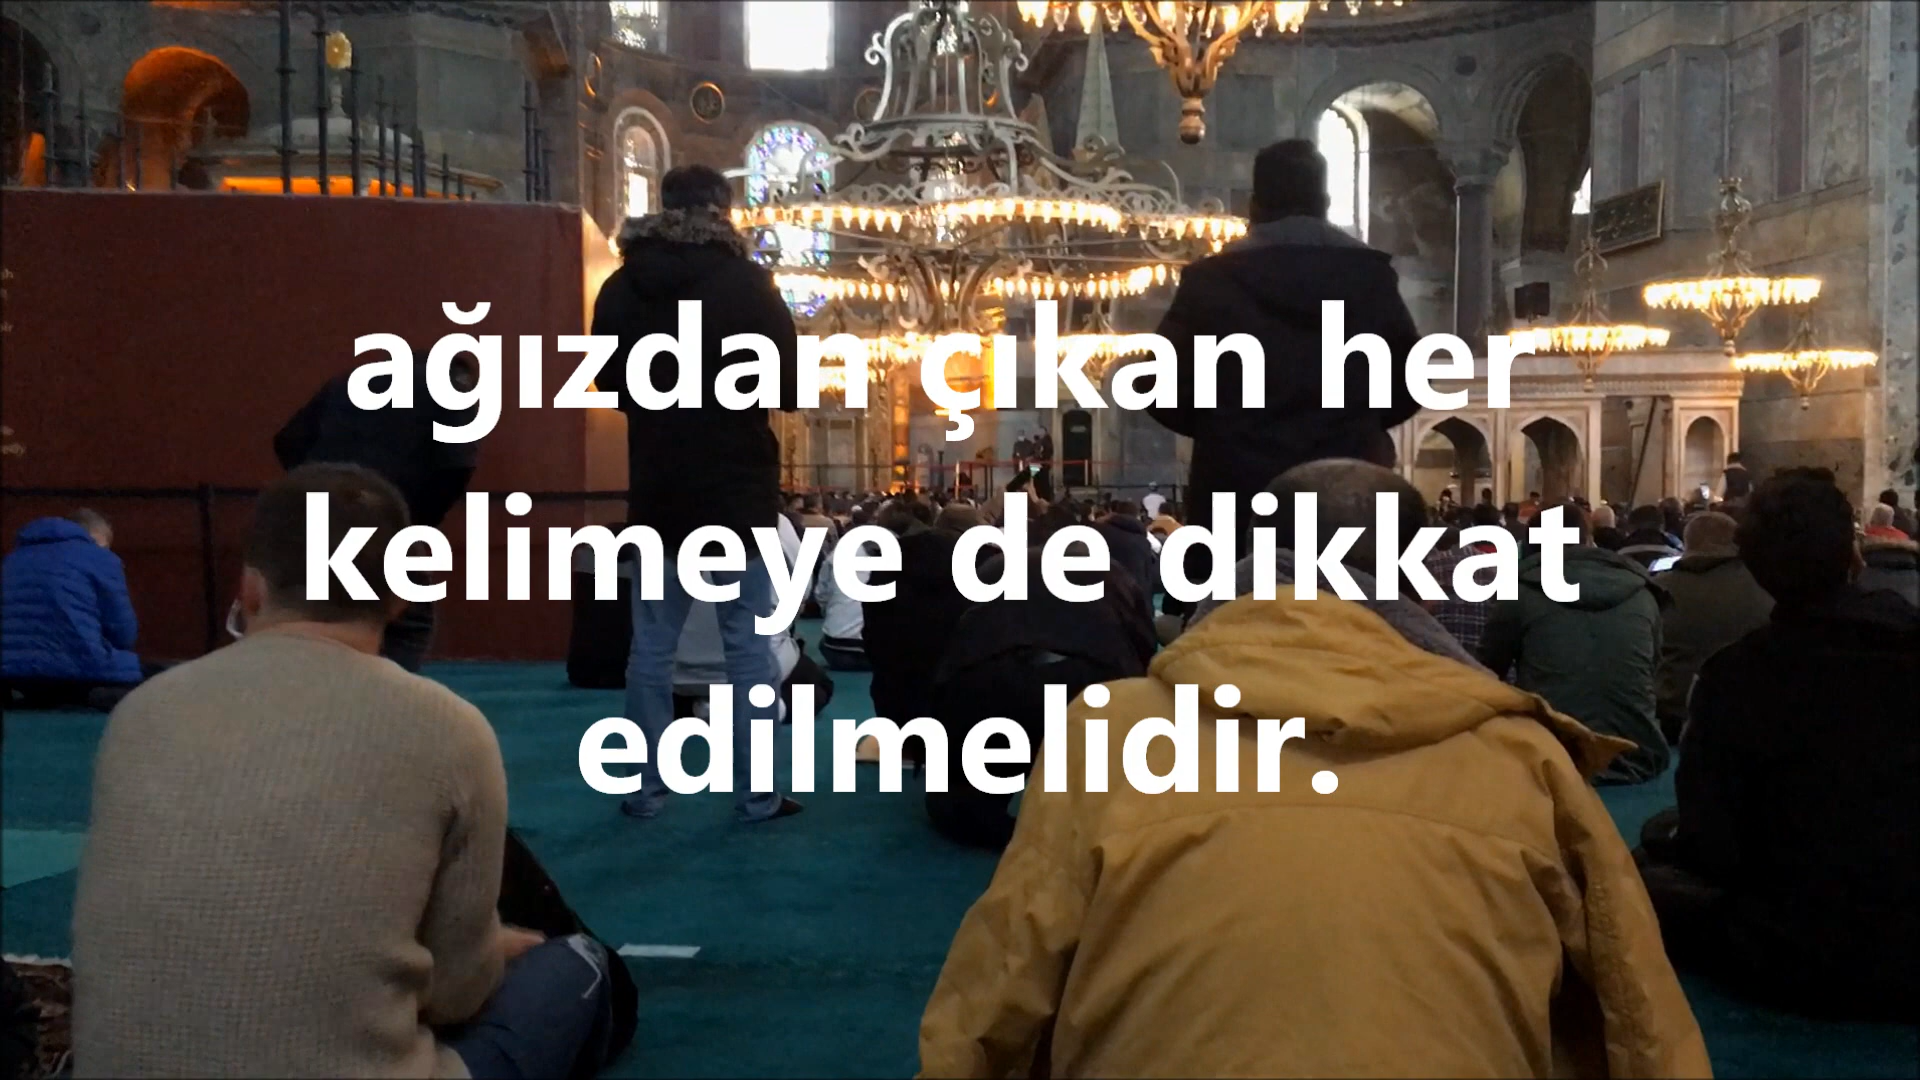 ağızdan çıkan her
kelimeye de dikkat
edilmelidir.